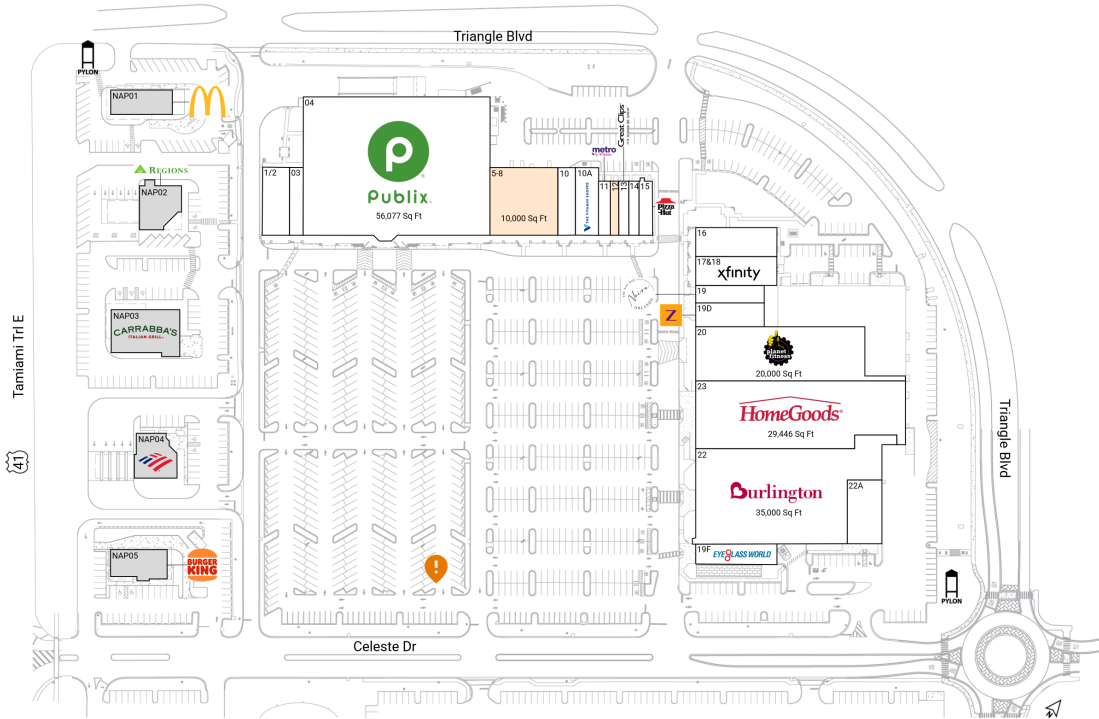 Triangle Blvd
PYLON
NAP01
04
Great Clips
metro
REGIONS
NAP02
1/2
03
Publix
56,077 Sq Ft
5-8
10,000 Sq Ft
10
10A
THE VITAMIN SHOPPE
11
12
13
14
15
Pizza
Hut
16
17&18
xfinity
19
19D
Z
ORLANDO
NAP03
CARRABBA'S
ITALIAN GRILL
20
planet
fitness
20,000 Sq Ft
23
HomeGoods
29,446 Sq Ft
Tamiami Trl E
41
NAP04
22
Burlington
35,000 Sq Ft
22A
Triangle Blvd
19F
EYEGLASS WORLD
NAP05
BURGER
KING
!
PYLON
Celeste Dr
N